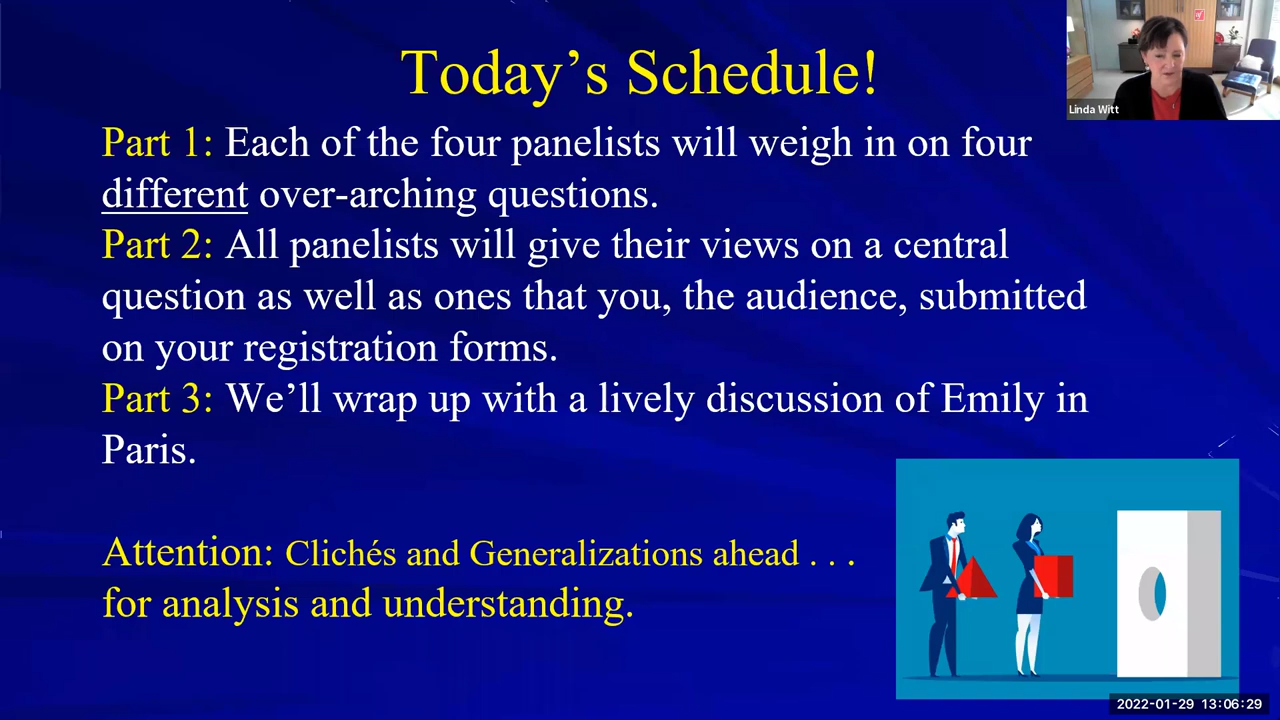 Today’s Schedule!
Part 1: Each of the four panelists will weigh in on four
different over-arching questions.
Part 2: All panelists will give their views on a central
question as well as ones that you, the audience, submitted
on your registration forms.
Part 3: We’ll wrap up with a lively discussion of Emily in
Paris.
Attention: Clichés and Generalizations ahead . . .
for analysis and understanding.
Linda Witt
2022-01-29 13:06:29